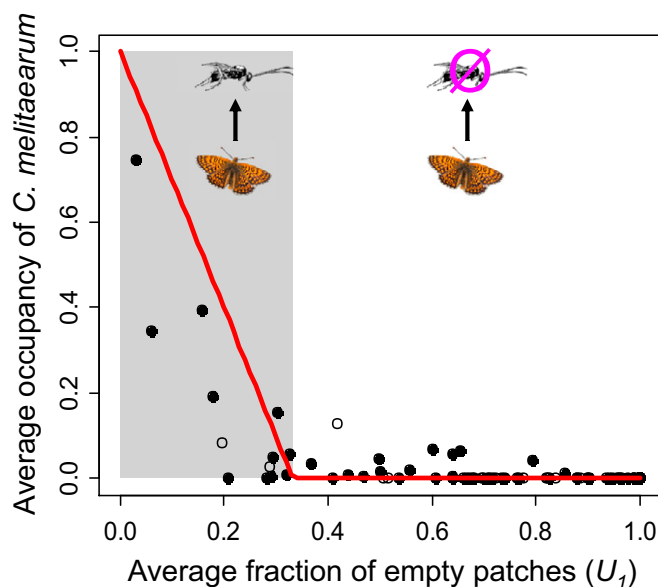 Average occupancy of C. melitaearum
1.0
0.8
0.6
0.4
0.2
0.0
0.0 0.2 0.4 0.6 0.8 1.0
Average fraction of empty patches (U1)